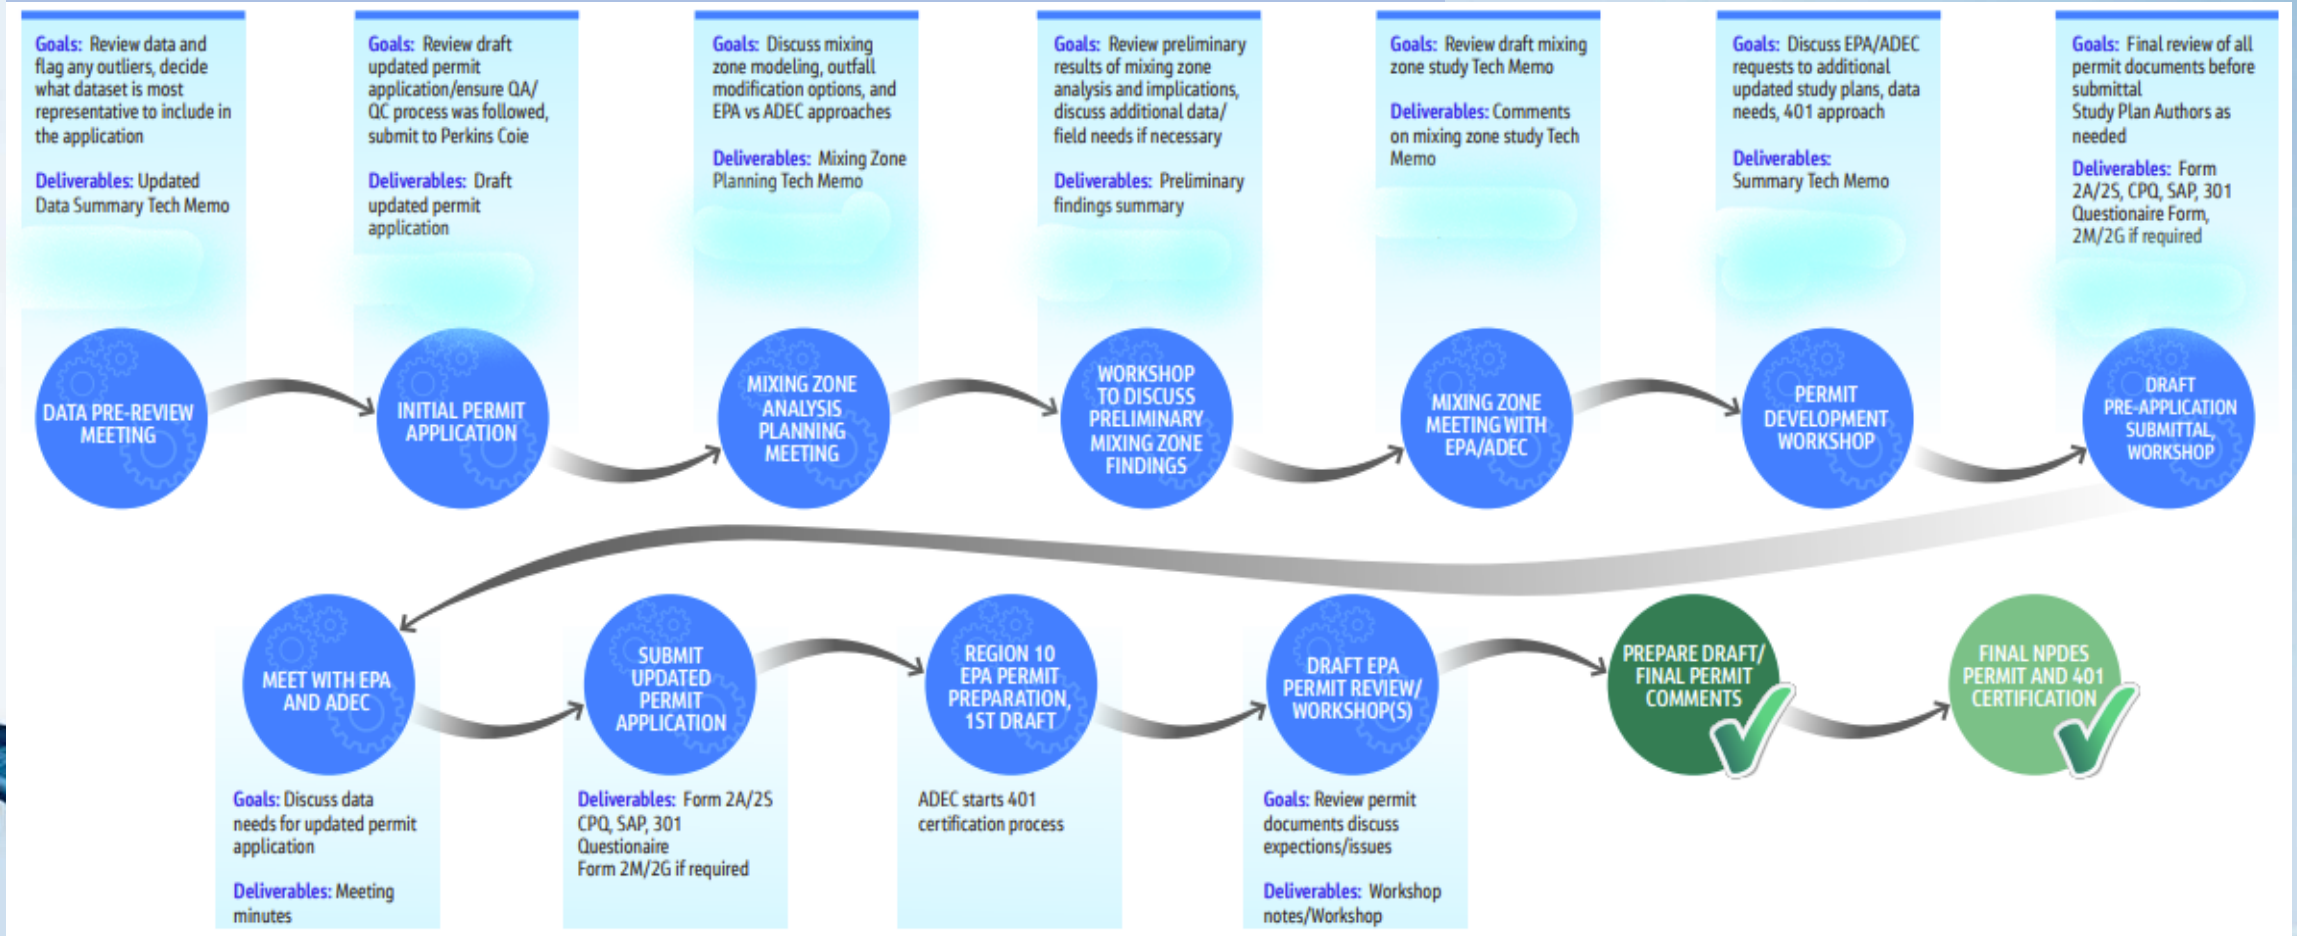 Goals: Review data and
flag any outliers, decide
what dataset is most
representative to include in
the application
Deliverables: Updated
Data Summary Tech Memo
DATA PRE-REVIEW
MEETING
Goals: Review draft
updated permit
application/ensure QA/
QC process was followed,
submit to Perkins Coie
Deliverables: Draft
updated permit
application
INITIAL PERMIT
APPLICATION
Goals: Discuss mixing
zone modeling, outfall
modification options, and
EPA vs ADEC approaches
Deliverables: Mixing Zone
Planning Tech Memo
MIXING ZONE
ANALYSIS
PLANNING
MEETING
Goals: Review preliminary
results of mixing zone
analysis and implications,
discuss additional data/
field needs if necessary
Deliverables: Preliminary
findings summary
WORKSHOP
TO DISCUSS
PRELIMINARY
MIXING ZONE
FINDINGS
Goals: Review draft mixing
zone study Tech Memo
Deliverables: Comments
on mixing zone study Tech
Memo
MIXING ZONE
MEETING WITH
EPA/ADEC
Goals: Discuss EPA/ADEC
requests to additional
updated study plans, data
needs, 401 approach
Deliverables:
Summary Tech Memo
PERMIT
DEVELOPMENT
WORKSHOP
Goals: Final review of all
permit documents before
submittal
Study Plan Authors as
needed
Deliverables: Form
2A/2S, CPQ, SAP, 301
Questionaire Form,
2M/2G if required
DRAFT
PRE-APPLICATION
SUBMITTAL,
WORKSHOP
MEET WITH EPA
AND ADEC
Goals: Discuss data
needs for updated permit
application
Deliverables: Meeting
minutes
SUBMIT
UPDATED
PERMIT
APPLICATION
Deliverables: Form 2A/2S
CPQ, SAP, 301
Questionaire
Form 2M/2G if required
REGION 10
EPA PERMIT
PREPARATION,
1ST DRAFT
ADEC starts 401
certification process
DRAFT EPA
PERMIT REVIEW/
WORKSHOP(S)
Goals: Review permit
documents discuss
expections/issues
Deliverables: Workshop
notes/Workshop
PREPARE DRAFT/
FINAL PERMIT
COMMENTS
FINAL NPDES
PERMIT AND 401
CERTIFICATION